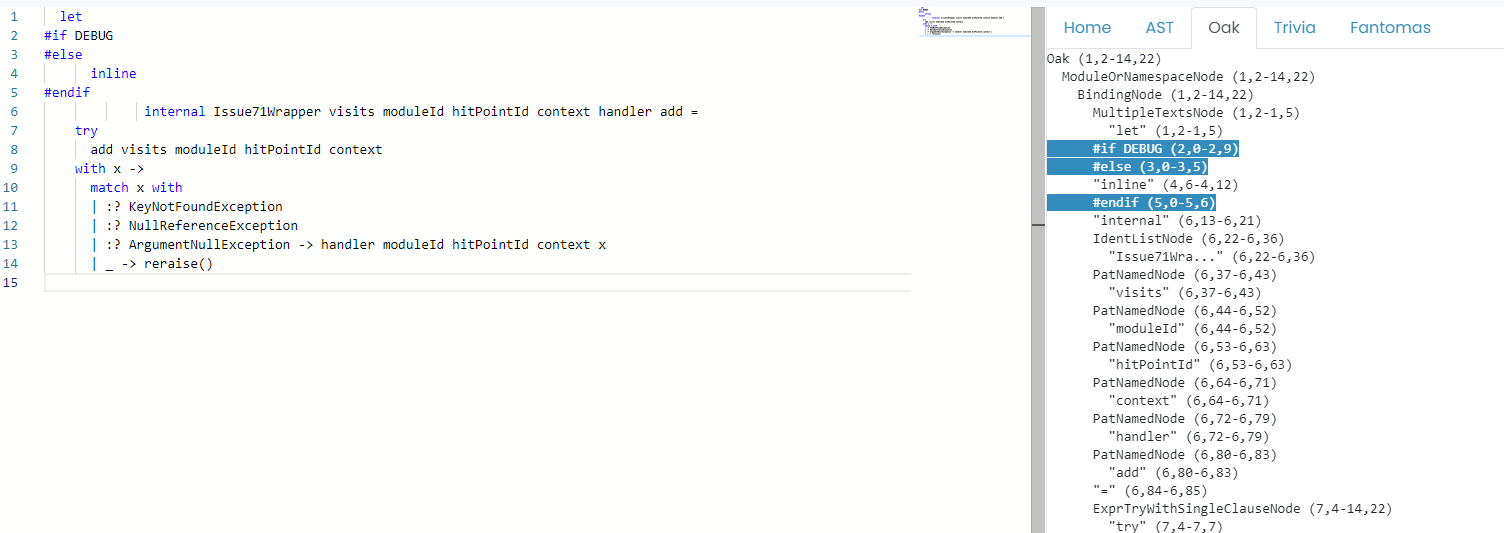 1 let
2 #if DEBUG
3 #else
4 inline
5 #endif
6 internal Issue71Wrapper visits moduleId hitPointId context handler add =
7 try
8 add visits moduleId hitPointId context
9 with x ->
10 match x with
11 | :? KeyNotFoundException
12 | :? NullReferenceException
13 | :? ArgumentNullException -> handler moduleId hitPointId context x
14 | _ -> reraise()
15
Home AST Oak Trivia Fantomas
Oak (1,2-14,22)
ModuleOrNamespaceNode (1,2-14,22)
BindingNode (1,2-14,22)
MultipleTextsNode (1,2-1,5)
"let" (1,2-1,5)
#if DEBUG (2,0-2,9)
#else (3,0-3,5)
"inline" (4,6-4,12)
#endif (5,0-5,6)
"internal" (6,13-6,21)
IdentListNode (6,22-6,36)
"Issue71Wra..." (6,22-6,36)
PatNamedNode (6,37-6,43)
"visits" (6,37-6,43)
PatNamedNode (6,44-6,52)
"moduleId" (6,44-6,52)
PatNamedNode (6,53-6,63)
"hitPointId" (6,53-6,63)
PatNamedNode (6,64-6,71)
"context" (6,64-6,71)
PatNamedNode (6,72-6,79)
"handler" (6,72-6,79)
PatNamedNode (6,80-6,83)
"add" (6,80-6,83)
"=" (6,84-6,85)
ExprTryWithSingleClauseNode (7,4-14,22)
"try" (7,4-7,7)